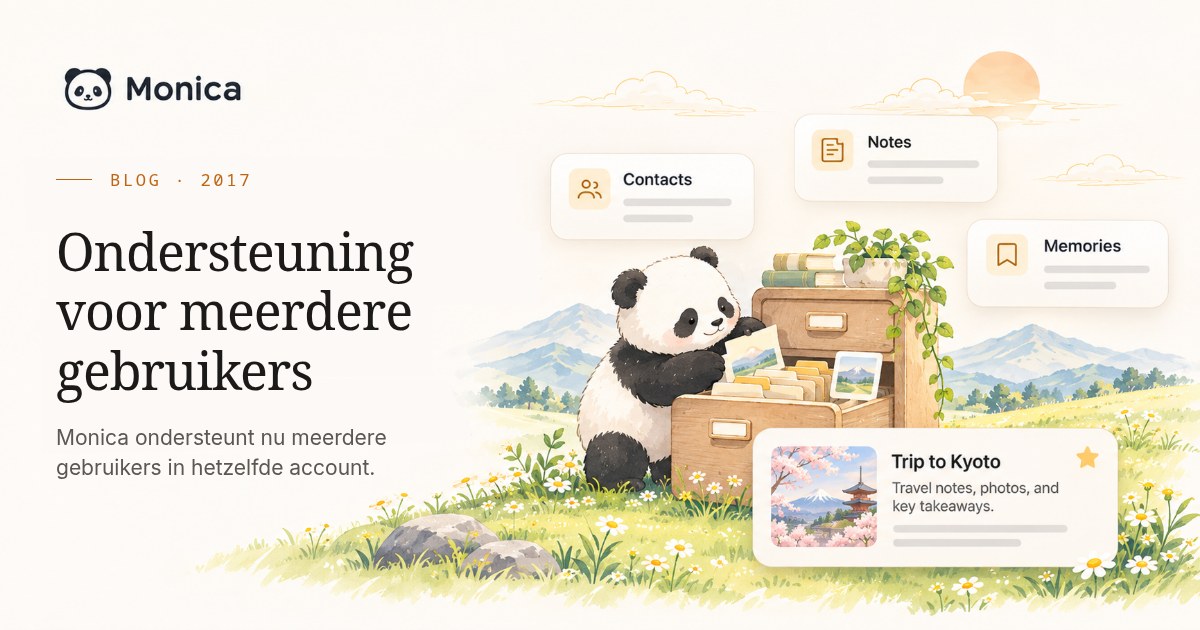 Monica
BLOG · 2017
Ondersteuning
voor meerdere
gebruikers
Monica ondersteunt nu meerdere
gebruikers in hetzelfde account.
Contacts
Notes
Memories
Trip to Kyoto
Travel notes, photos, and
key takeaways.